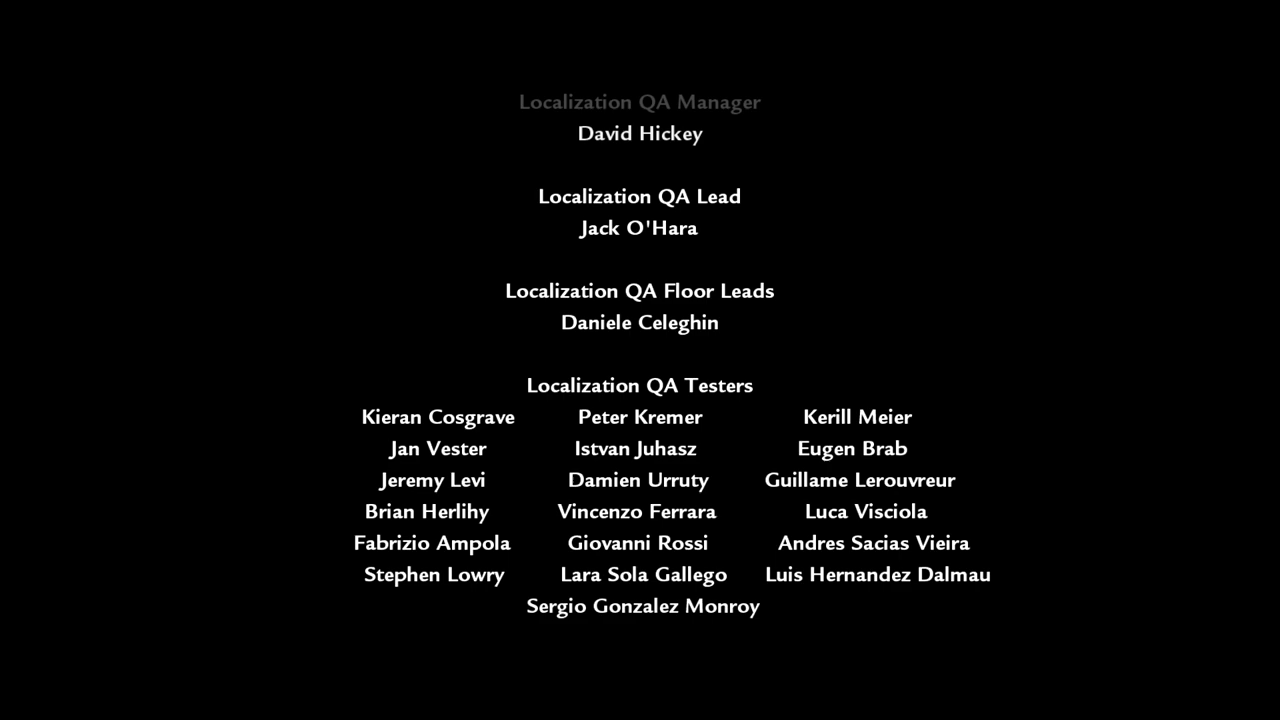 Localization QA Manager
David Hickey
Localization QA Lead
Jack O'Hara
Localization QA Floor Leads
Daniele Celeghin
Localization QA Testers
Kieran Cosgrave Peter Kremer Kerill Meier
Jan Vester Istvan Juhasz Eugen Brab
Jeremy Levi Damien Urruty Guillame Lerouvreur
Brian Herlihy Vincenzo Ferrara Luca Visciola
Fabrizio Ampola Giovanni Rossi Andres Sacias Vieira
Stephen Lowry Lara Sola Gallego Luis Hernandez Dalmau
Sergio Gonzalez Monroy